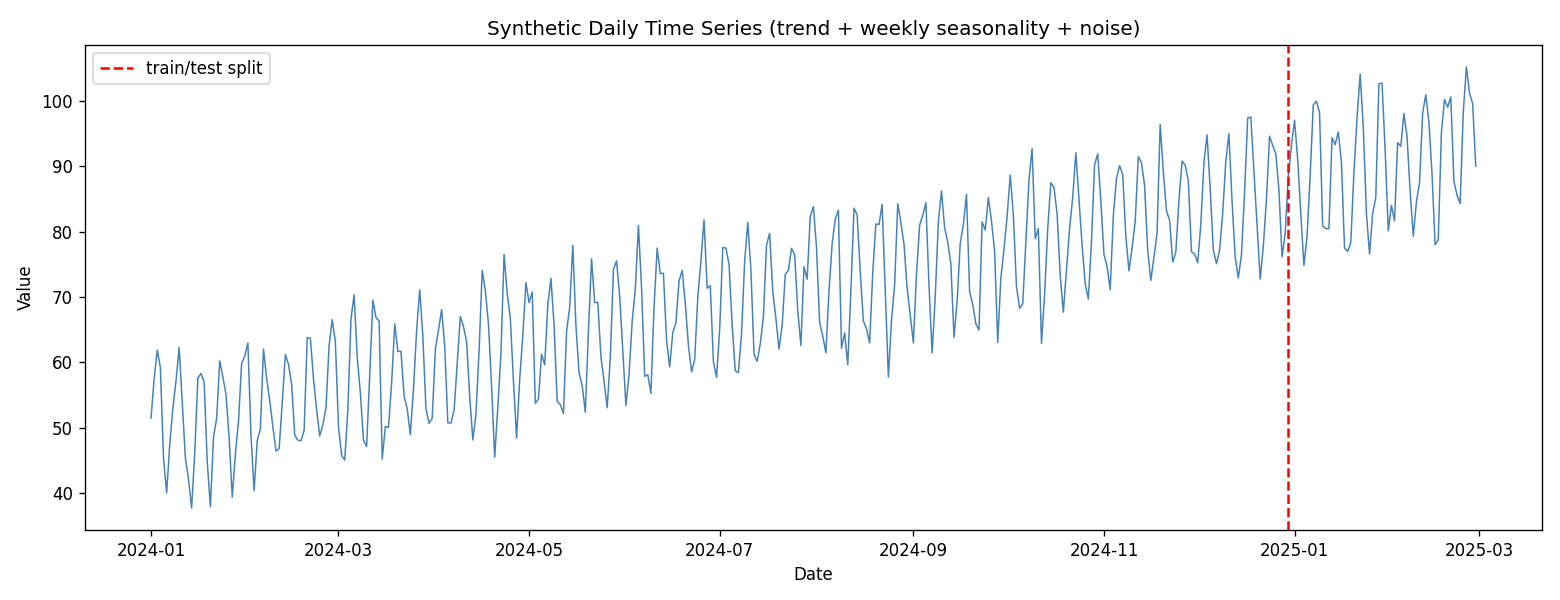 Synthetic Daily Time Series (trend + weekly seasonality + noise)
train/test split
100
90
80
70
60
50
40
Value
2024-01 2024-03 2024-05 2024-07 2024-09 2024-11 2025-01 2025-03
Date